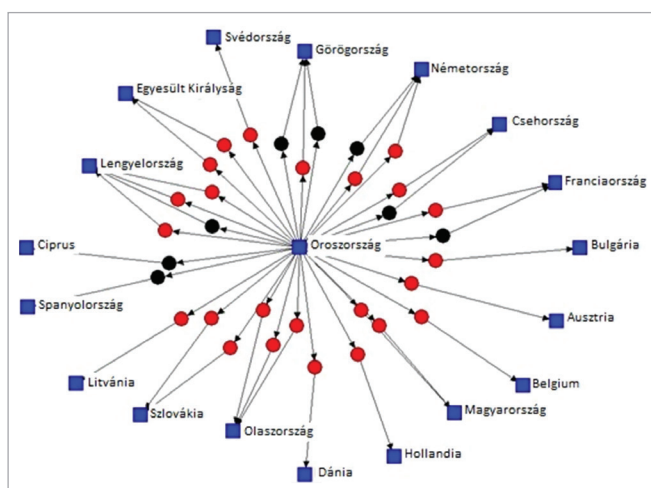 Svédország
Görögország
Németország
Egyesült Királyság
Csehország
Lengyelország
Franciaország
Oroszország
Ciprus
Bulgária
Spanyolország
Ausztria
Litvánia
Belgium
Szlovákia
Magyarország
Olaszország
Hollandia
Dánia